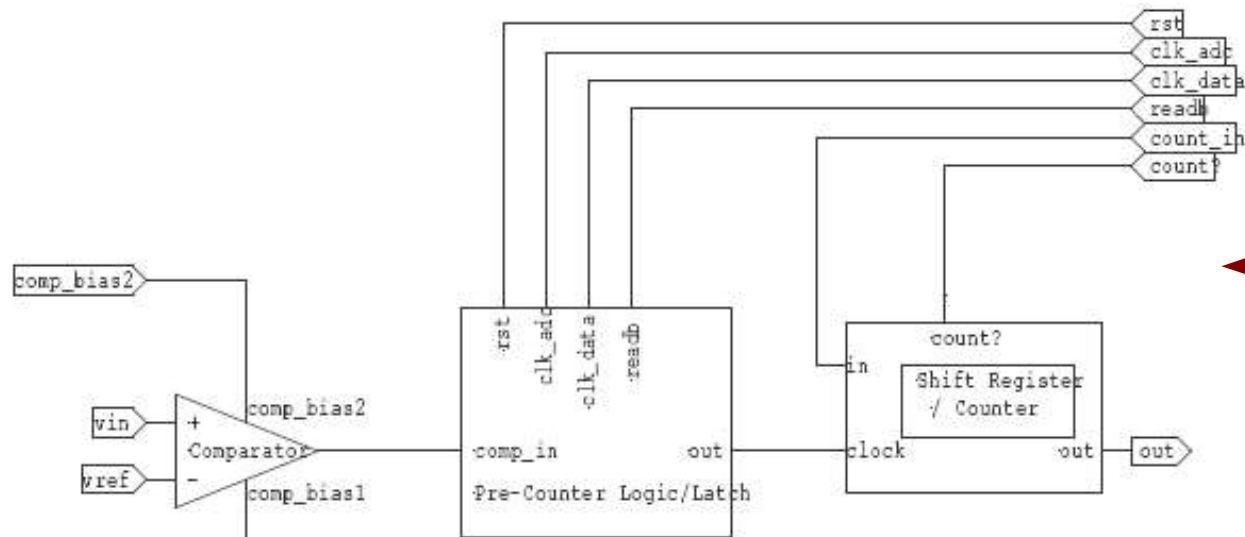 rst
clk_adc
clk_data
readb
count_in
count?
comp_bias2
rst
clk_adc
clk_data
readb
count?
in
Shift Register
/ Counter
comp_bias2
vin
+
Comparator
comp_in
out
clock
out
out
vref
-
comp_bias1
Pre-Counter Logic/Latch